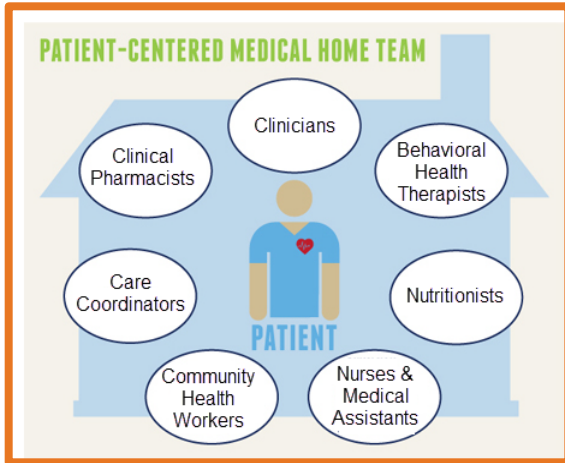 PATIENT-CENTERED MEDICAL HOME TEAM
Clinicians
Clinical
Pharmacists
Behavioral
Health
Therapists
Care
Coordinators
Nutritionists
PATIENT
Community
Health
Workers
Nurses &
Medical
Assistants